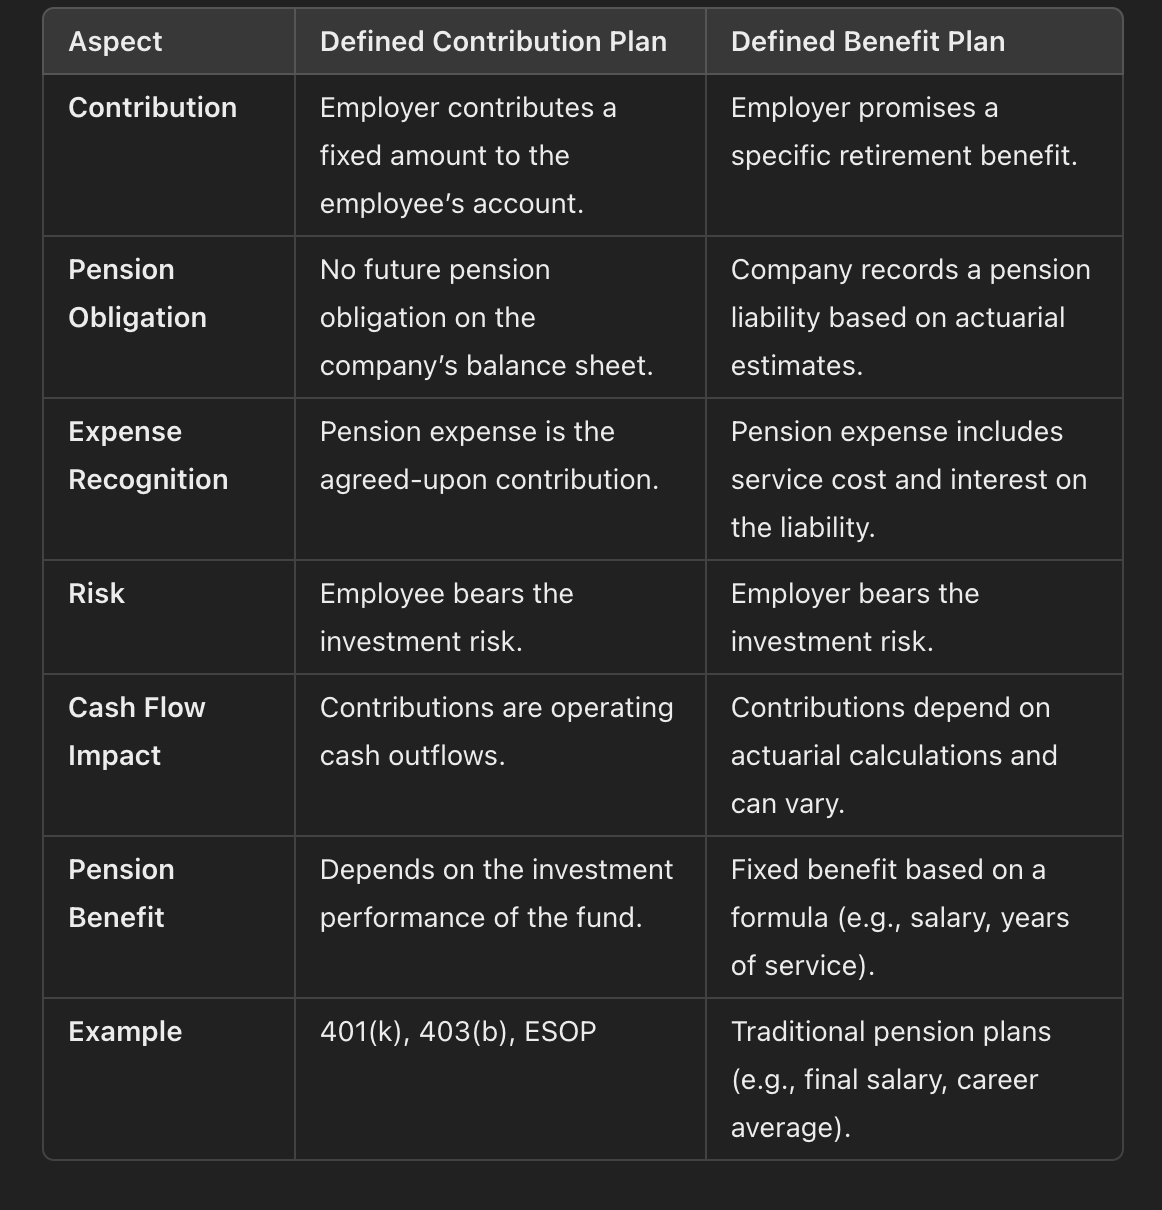 Aspect
Defined Contribution Plan
Defined Benefit Plan
Contribution
Employer contributes a
fixed amount to the
employee’s account.
Employer promises a
specific retirement benefit.
Pension
Obligation
No future pension
obligation on the
company’s balance sheet.
Company records a pension
liability based on actuarial
estimates.
Expense
Recognition
Pension expense is the
agreed-upon contribution.
Pension expense includes
service cost and interest on
the liability.
Risk
Employee bears the
investment risk.
Employer bears the
investment risk.
Cash Flow
Impact
Contributions are operating
cash outflows.
Contributions depend on
actuarial calculations and
can vary.
Pension
Benefit
Depends on the investment
performance of the fund.
Fixed benefit based on a
formula (e.g., salary, years
of service).
Example
401(k), 403(b), ESOP
Traditional pension plans
(e.g., final salary, career
average).